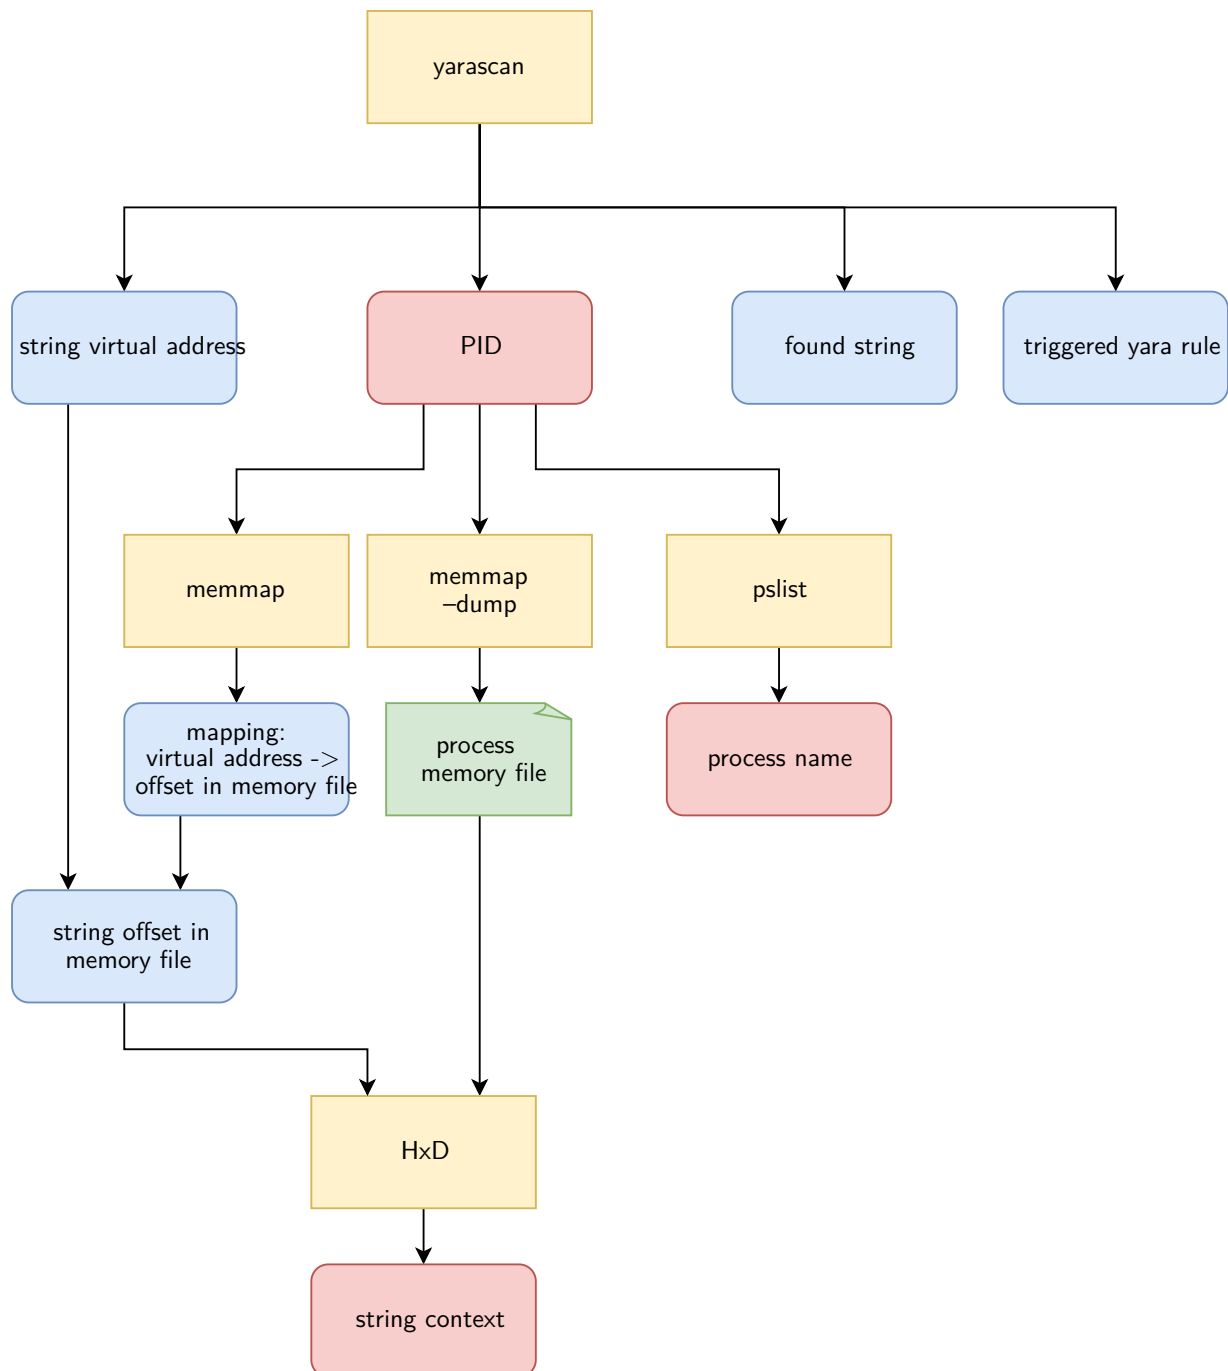 yarascan
string virtual address
PID
found string
triggered yara rule
memmap
memmap
–dump
pslist
mapping:
virtual address ->
offset in memory file
process
memory file
process name
string offset in
memory file
HxD
string context